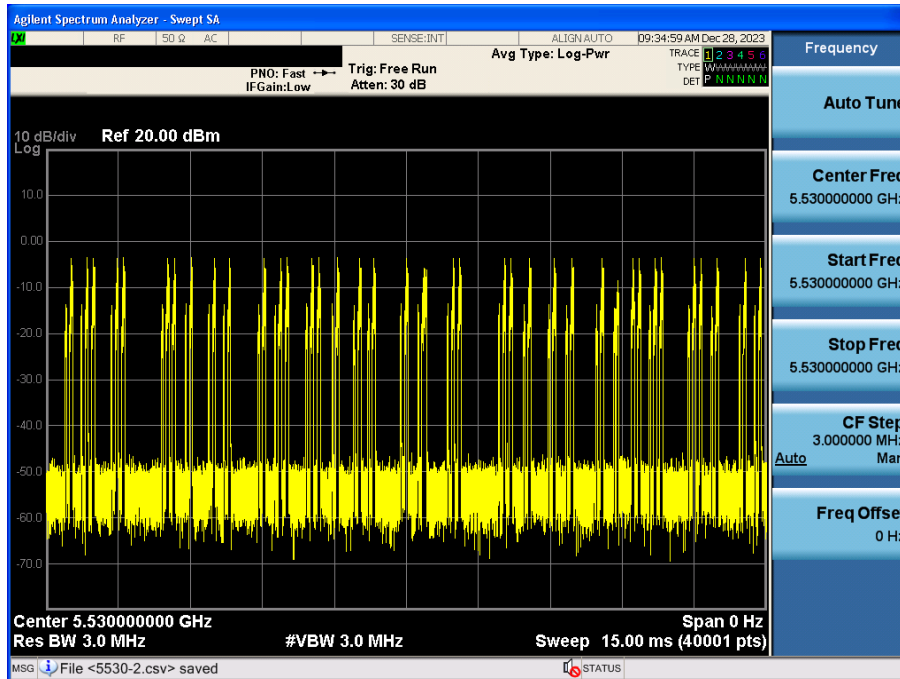 Agilent Spectrum Analyzer - Swept SA
LXI RF 50 Ω AC SENSE:INT ALIGN AUTO 09:34:59 AM Dec 28, 2023
Avg Type: Log-Pwr
PNO: Fast
IFGain:Low
Trig: Free Run
Atten: 30 dB
TRACE 1 2 3 4 5 6
TYPE
DET P N N N N N
10 dB/div Ref 20.00 dBm
Log
10.0
0.00
-10.0
-20.0
-30.0
-40.0
-50.0
-60.0
-70.0
Center 5.530000000 GHz Span 0 Hz
Res BW 3.0 MHz #VBW 3.0 MHz Sweep 15.00 ms (40001 pts)
MSG File <5530-2.csv> saved STATUS
Frequency
Auto Tune
Center Freq
5.530000000 GHz
Start Freq
5.530000000 GHz
Stop Freq
5.530000000 GHz
CF Step
3.000000 MHz
Auto Man
Freq Offset
0 Hz